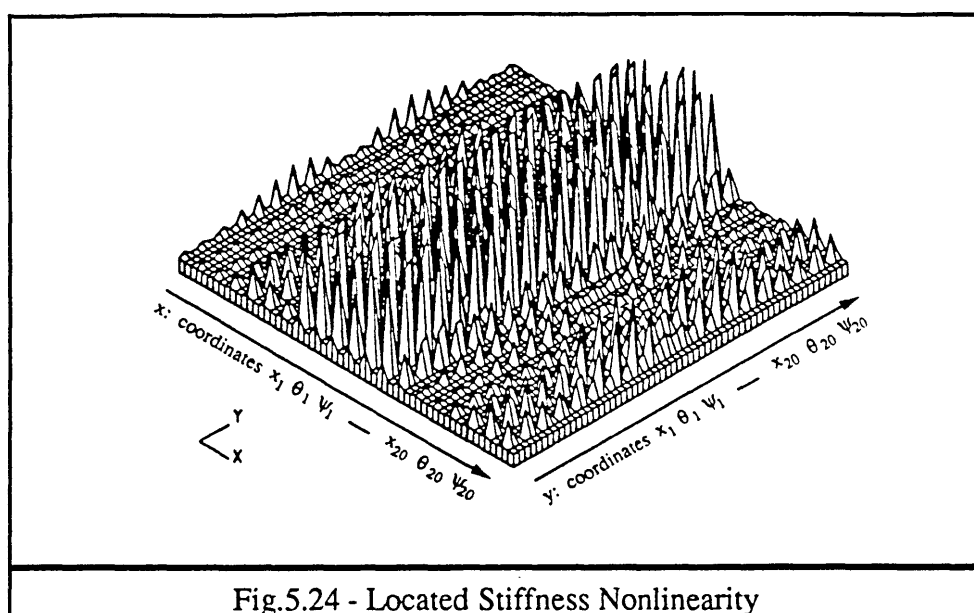 x: coordinates x₁ θ₁ ψ₁ — x₂₀ θ₂₀ ψ₂₀
y: coordinates x₁ θ₁ ψ₁ — x₂₀ θ₂₀ ψ₂₀
Y
X
Fig.5.24 - Located Stiffness Nonlinearity